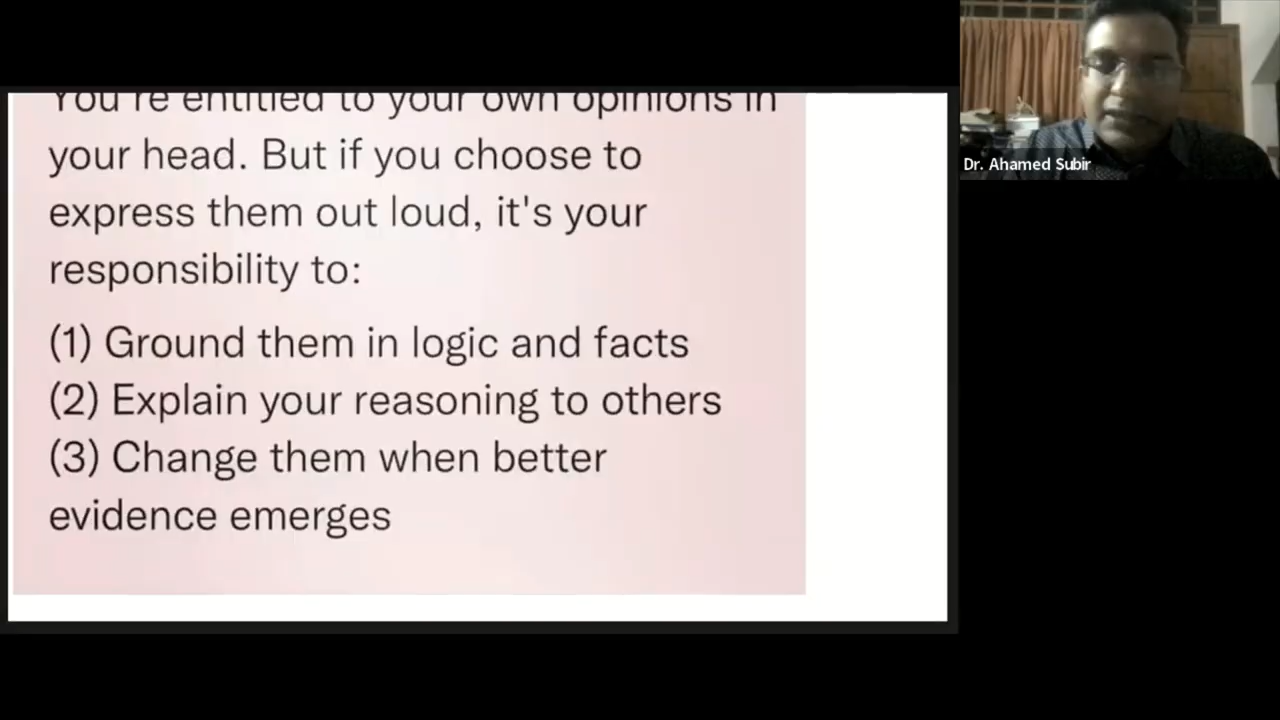 You're entitled to your own opinions in
your head. But if you choose to
express them out loud, it's your
responsibility to:
(1) Ground them in logic and facts
(2) Explain your reasoning to others
(3) Change them when better
evidence emerges
Dr. Ahamed Subir